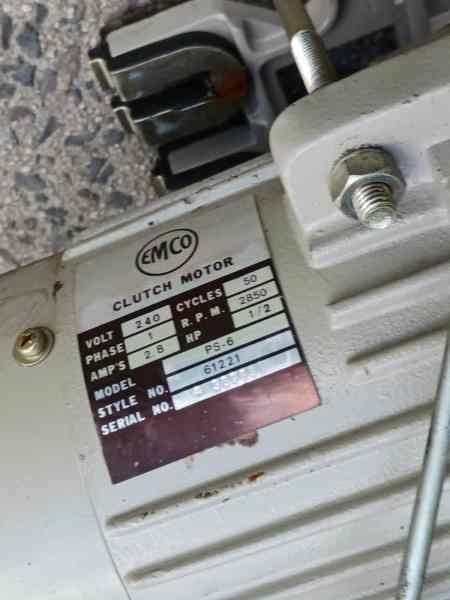 EMCO
CLUTCH MOTOR
VOLT 240 CYCLES 50
PHASE 1 R.P.M. 2850
AMP'S 2.8 HP 1/2
MODEL PS-6
STYLE NO. 61221
SERIAL NO.